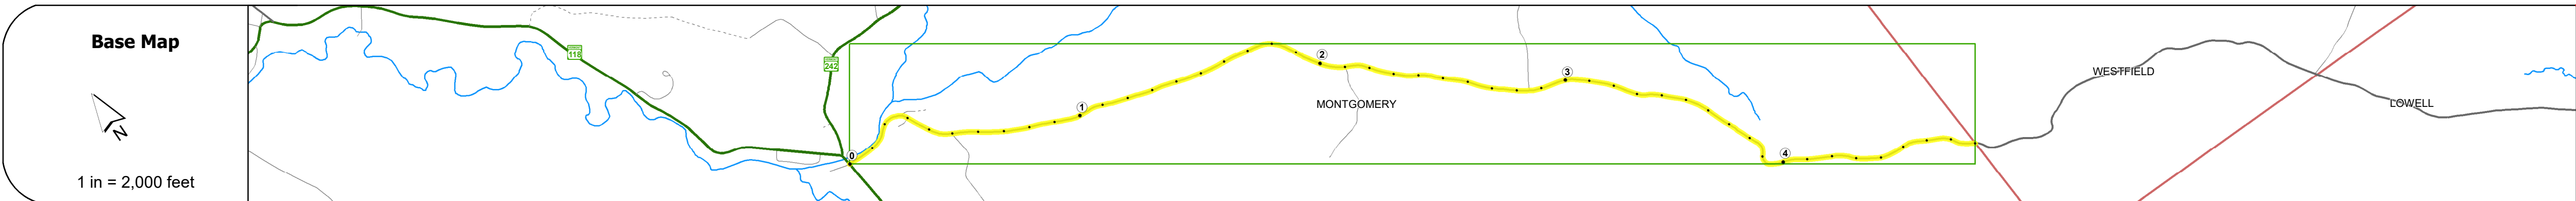 Base Map
N
1 in = 2,000 feet
118
242
0
1
2
3
4
MONTGOMERY
WESTFIELD
LOWELL